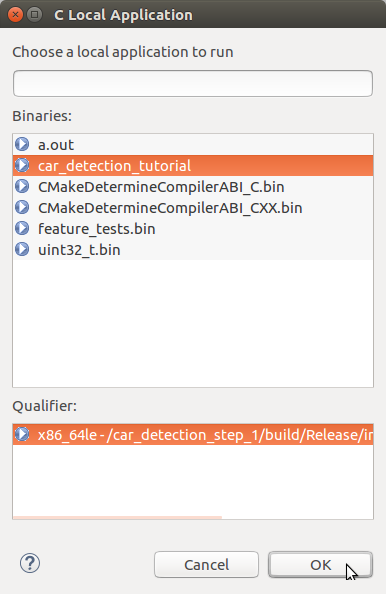 C Local Application
Choose a local application to run
Binaries:
a.out
car_detection_tutorial
CMakeDetermineCompilerABI_C.bin
CMakeDetermineCompilerABI_CXX.bin
feature_tests.bin
uint32_t.bin
Qualifier:
x86_64le - /car_detection_step_1/build/Release/in
?
Cancel
OK